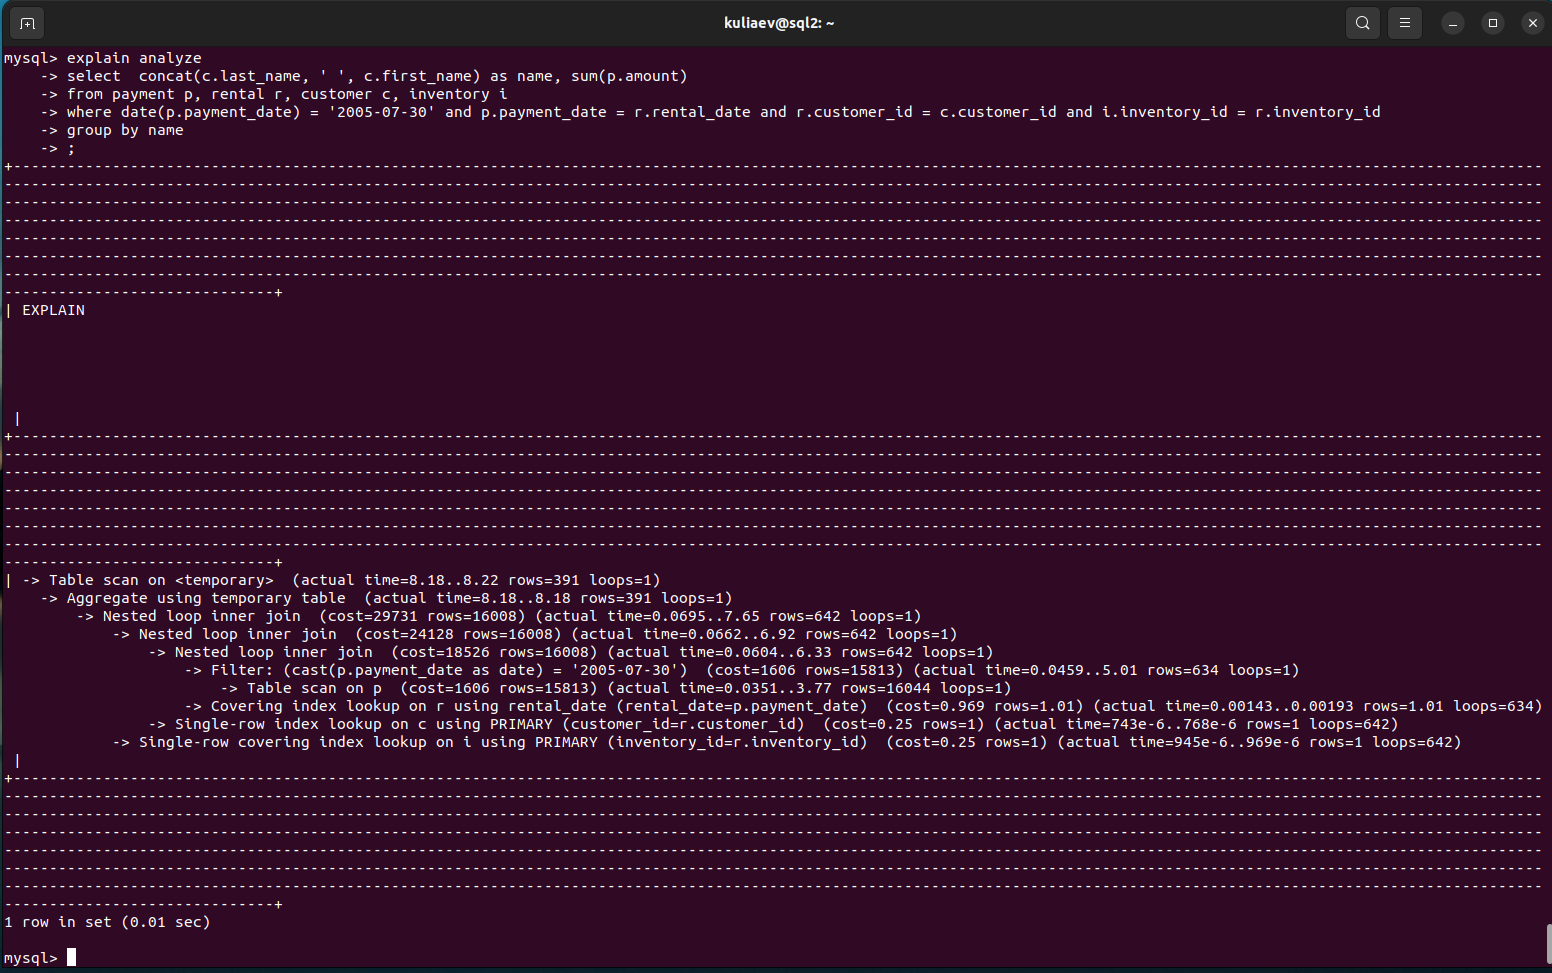 kuliaev@sql2: ~
mysql> explain analyze
    -> select  concat(c.last_name, ' ', c.first_name) as name, sum(p.amount)
    -> from payment p, rental r, customer c, inventory i
    -> where date(p.payment_date) = '2005-07-30' and p.payment_date = r.rental_date and r.customer_id = c.customer_id and i.inventory_id = r.inventory_id
    -> group by name
    -> ;
+--------------------------------------------------------------------------------------------------------------------------------------------------------------------------
---------------------------------------------------------------------------------------------------------------------------------------------------------------------------
---------------------------------------------------------------------------------------------------------------------------------------------------------------------------
---------------------------------------------------------------------------------------------------------------------------------------------------------------------------
---------------------------------------------------------------------------------------------------------------------------------------------------------------------------
---------------------------------------------------------------------------------------------------------------------------------------------------------------------------
---------------------------------------------------------------------------------------------------------------------------------------------------------------------------
------------------------------+
| EXPLAIN
 |
+--------------------------------------------------------------------------------------------------------------------------------------------------------------------------
---------------------------------------------------------------------------------------------------------------------------------------------------------------------------
---------------------------------------------------------------------------------------------------------------------------------------------------------------------------
---------------------------------------------------------------------------------------------------------------------------------------------------------------------------
---------------------------------------------------------------------------------------------------------------------------------------------------------------------------
---------------------------------------------------------------------------------------------------------------------------------------------------------------------------
---------------------------------------------------------------------------------------------------------------------------------------------------------------------------
------------------------------+
| -> Table scan on <temporary>  (actual time=8.18..8.22 rows=391 loops=1)
    -> Aggregate using temporary table  (actual time=8.18..8.18 rows=391 loops=1)
        -> Nested loop inner join  (cost=29731 rows=16008) (actual time=0.0695..7.65 rows=642 loops=1)
            -> Nested loop inner join  (cost=24128 rows=16008) (actual time=0.0662..6.92 rows=642 loops=1)
                -> Nested loop inner join  (cost=18526 rows=16008) (actual time=0.0604..6.33 rows=642 loops=1)
                    -> Filter: (cast(p.payment_date as date) = '2005-07-30')  (cost=1606 rows=15813) (actual time=0.0459..5.01 rows=634 loops=1)
                        -> Table scan on p  (cost=1606 rows=15813) (actual time=0.0351..3.77 rows=16044 loops=1)
                    -> Covering index lookup on r using rental_date (rental_date=p.payment_date)  (cost=0.969 rows=1.01) (actual time=0.00143..0.00193 rows=1.01 loops=634)
                -> Single-row index lookup on c using PRIMARY (customer_id=r.customer_id)  (cost=0.25 rows=1) (actual time=743e-6..768e-6 rows=1 loops=642)
            -> Single-row covering index lookup on i using PRIMARY (inventory_id=r.inventory_id)  (cost=0.25 rows=1) (actual time=945e-6..969e-6 rows=1 loops=642)
 |
+--------------------------------------------------------------------------------------------------------------------------------------------------------------------------
---------------------------------------------------------------------------------------------------------------------------------------------------------------------------
---------------------------------------------------------------------------------------------------------------------------------------------------------------------------
---------------------------------------------------------------------------------------------------------------------------------------------------------------------------
---------------------------------------------------------------------------------------------------------------------------------------------------------------------------
---------------------------------------------------------------------------------------------------------------------------------------------------------------------------
---------------------------------------------------------------------------------------------------------------------------------------------------------------------------
------------------------------+
1 row in set (0.01 sec)
mysql>